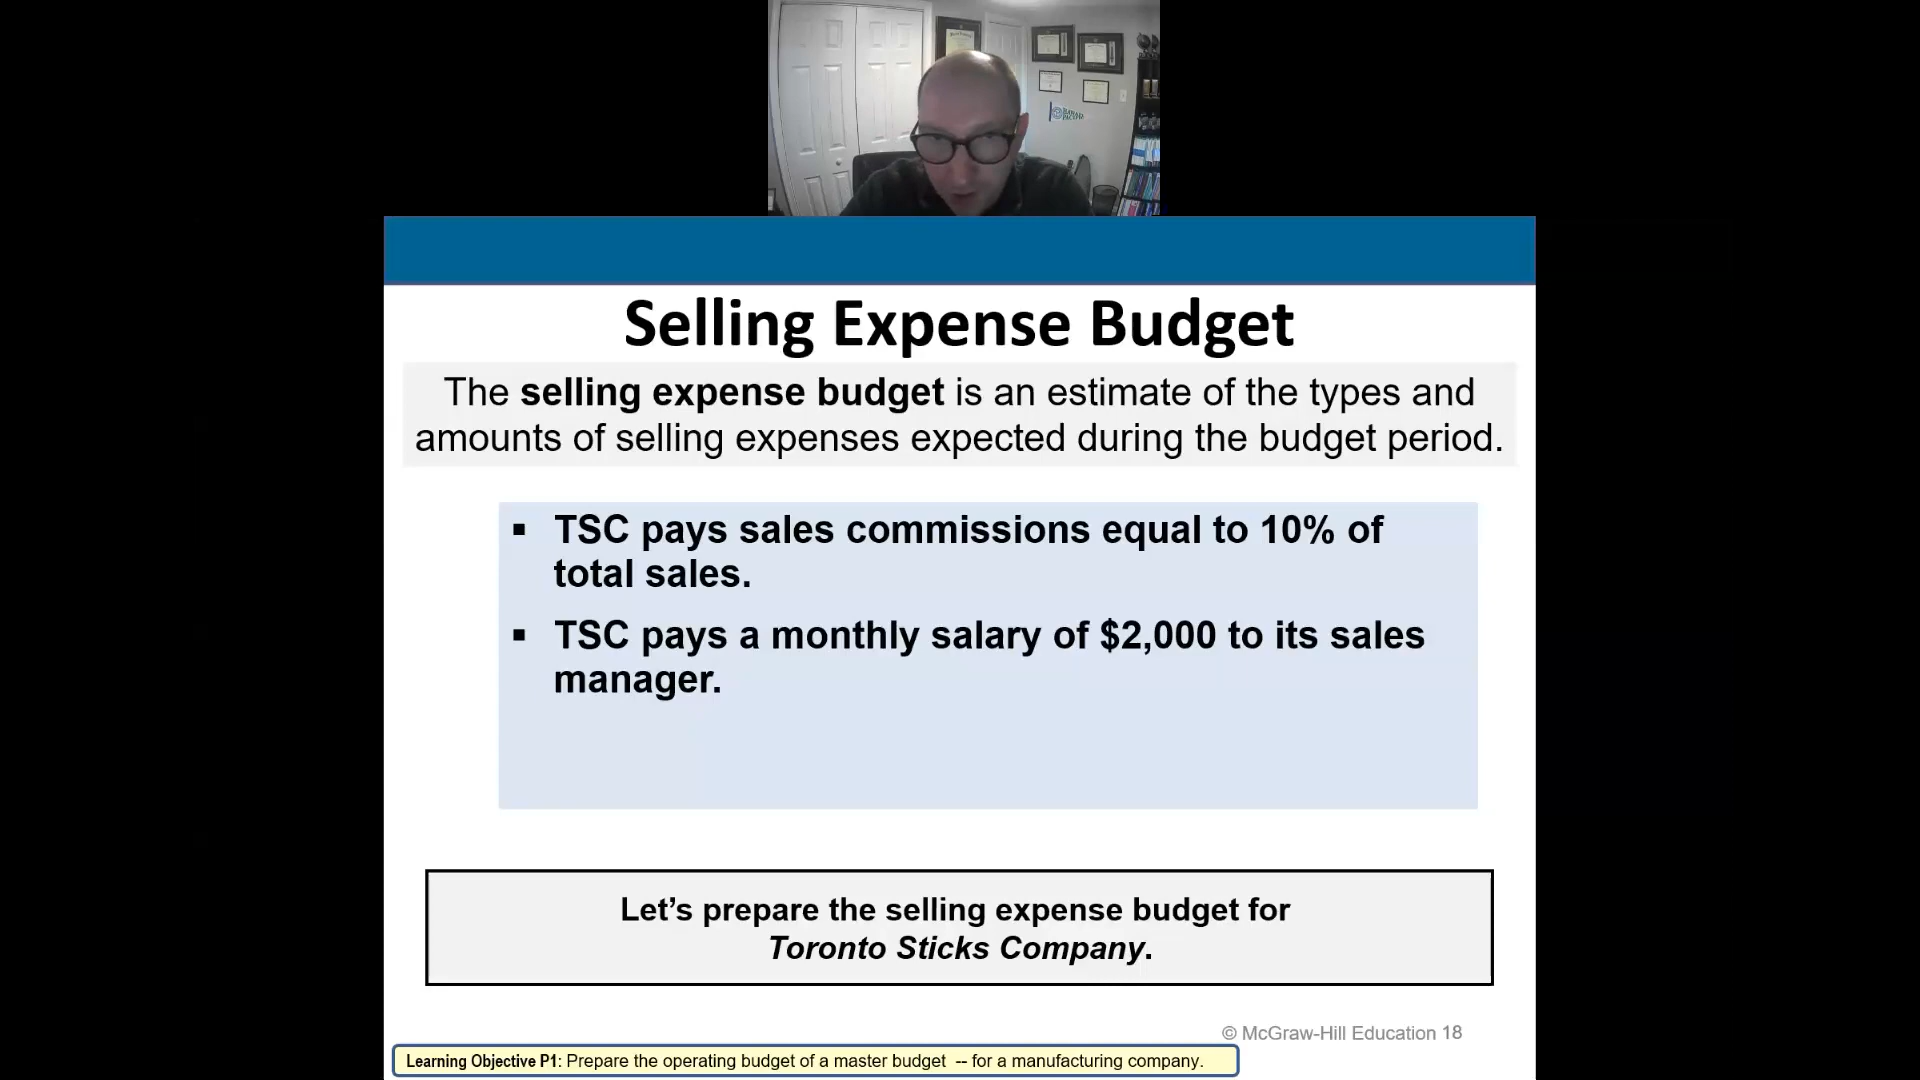 Selling Expense Budget
The selling expense budget is an estimate of the types and
amounts of selling expenses expected during the budget period.
▪ TSC pays sales commissions equal to 10% of
total sales.
▪ TSC pays a monthly salary of $2,000 to its sales
manager.
Let’s prepare the selling expense budget for
Toronto Sticks Company.
© McGraw-Hill Education 18
Learning Objective P1: Prepare the operating budget of a master budget -- for a manufacturing company.